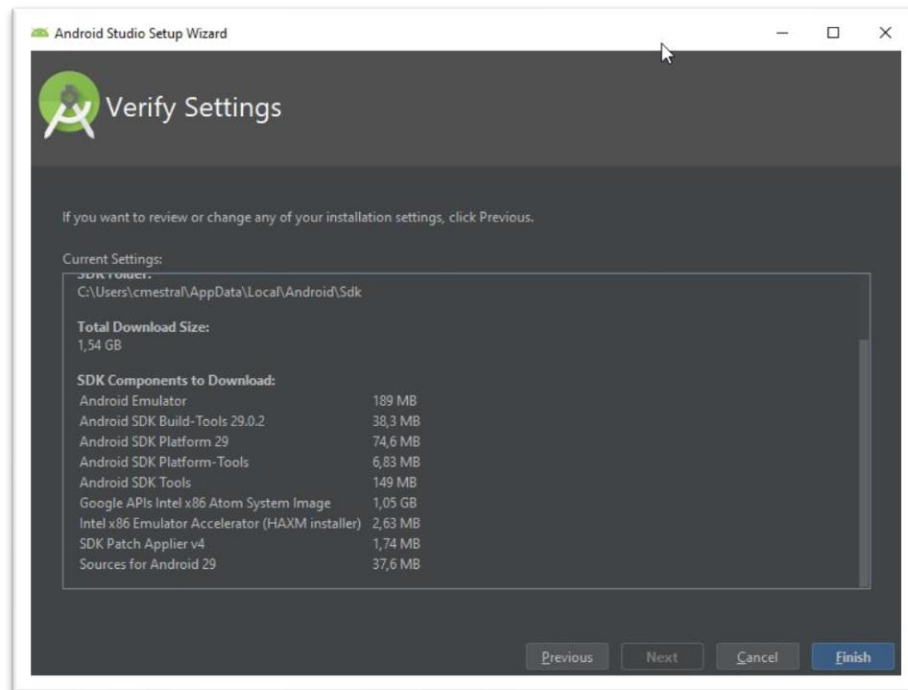 Android Studio Setup Wizard
Verify Settings
If you want to review or change any of your installation settings, click Previous.
Current Settings:
SDK Folder:
C:\Users\cmestral\AppData\Local\Android\Sdk
Total Download Size:
1,54 GB
SDK Components to Download:
Android Emulator 189 MB
Android SDK Build-Tools 29.0.2 38,3 MB
Android SDK Platform 29 74,6 MB
Android SDK Platform-Tools 6,83 MB
Android SDK Tools 149 MB
Google APIs Intel x86 Atom System Image 1,05 GB
Intel x86 Emulator Accelerator (HAXM installer) 2,63 MB
SDK Patch Applier v4 1,74 MB
Sources for Android 29 37,6 MB
Previous Next Cancel Finish